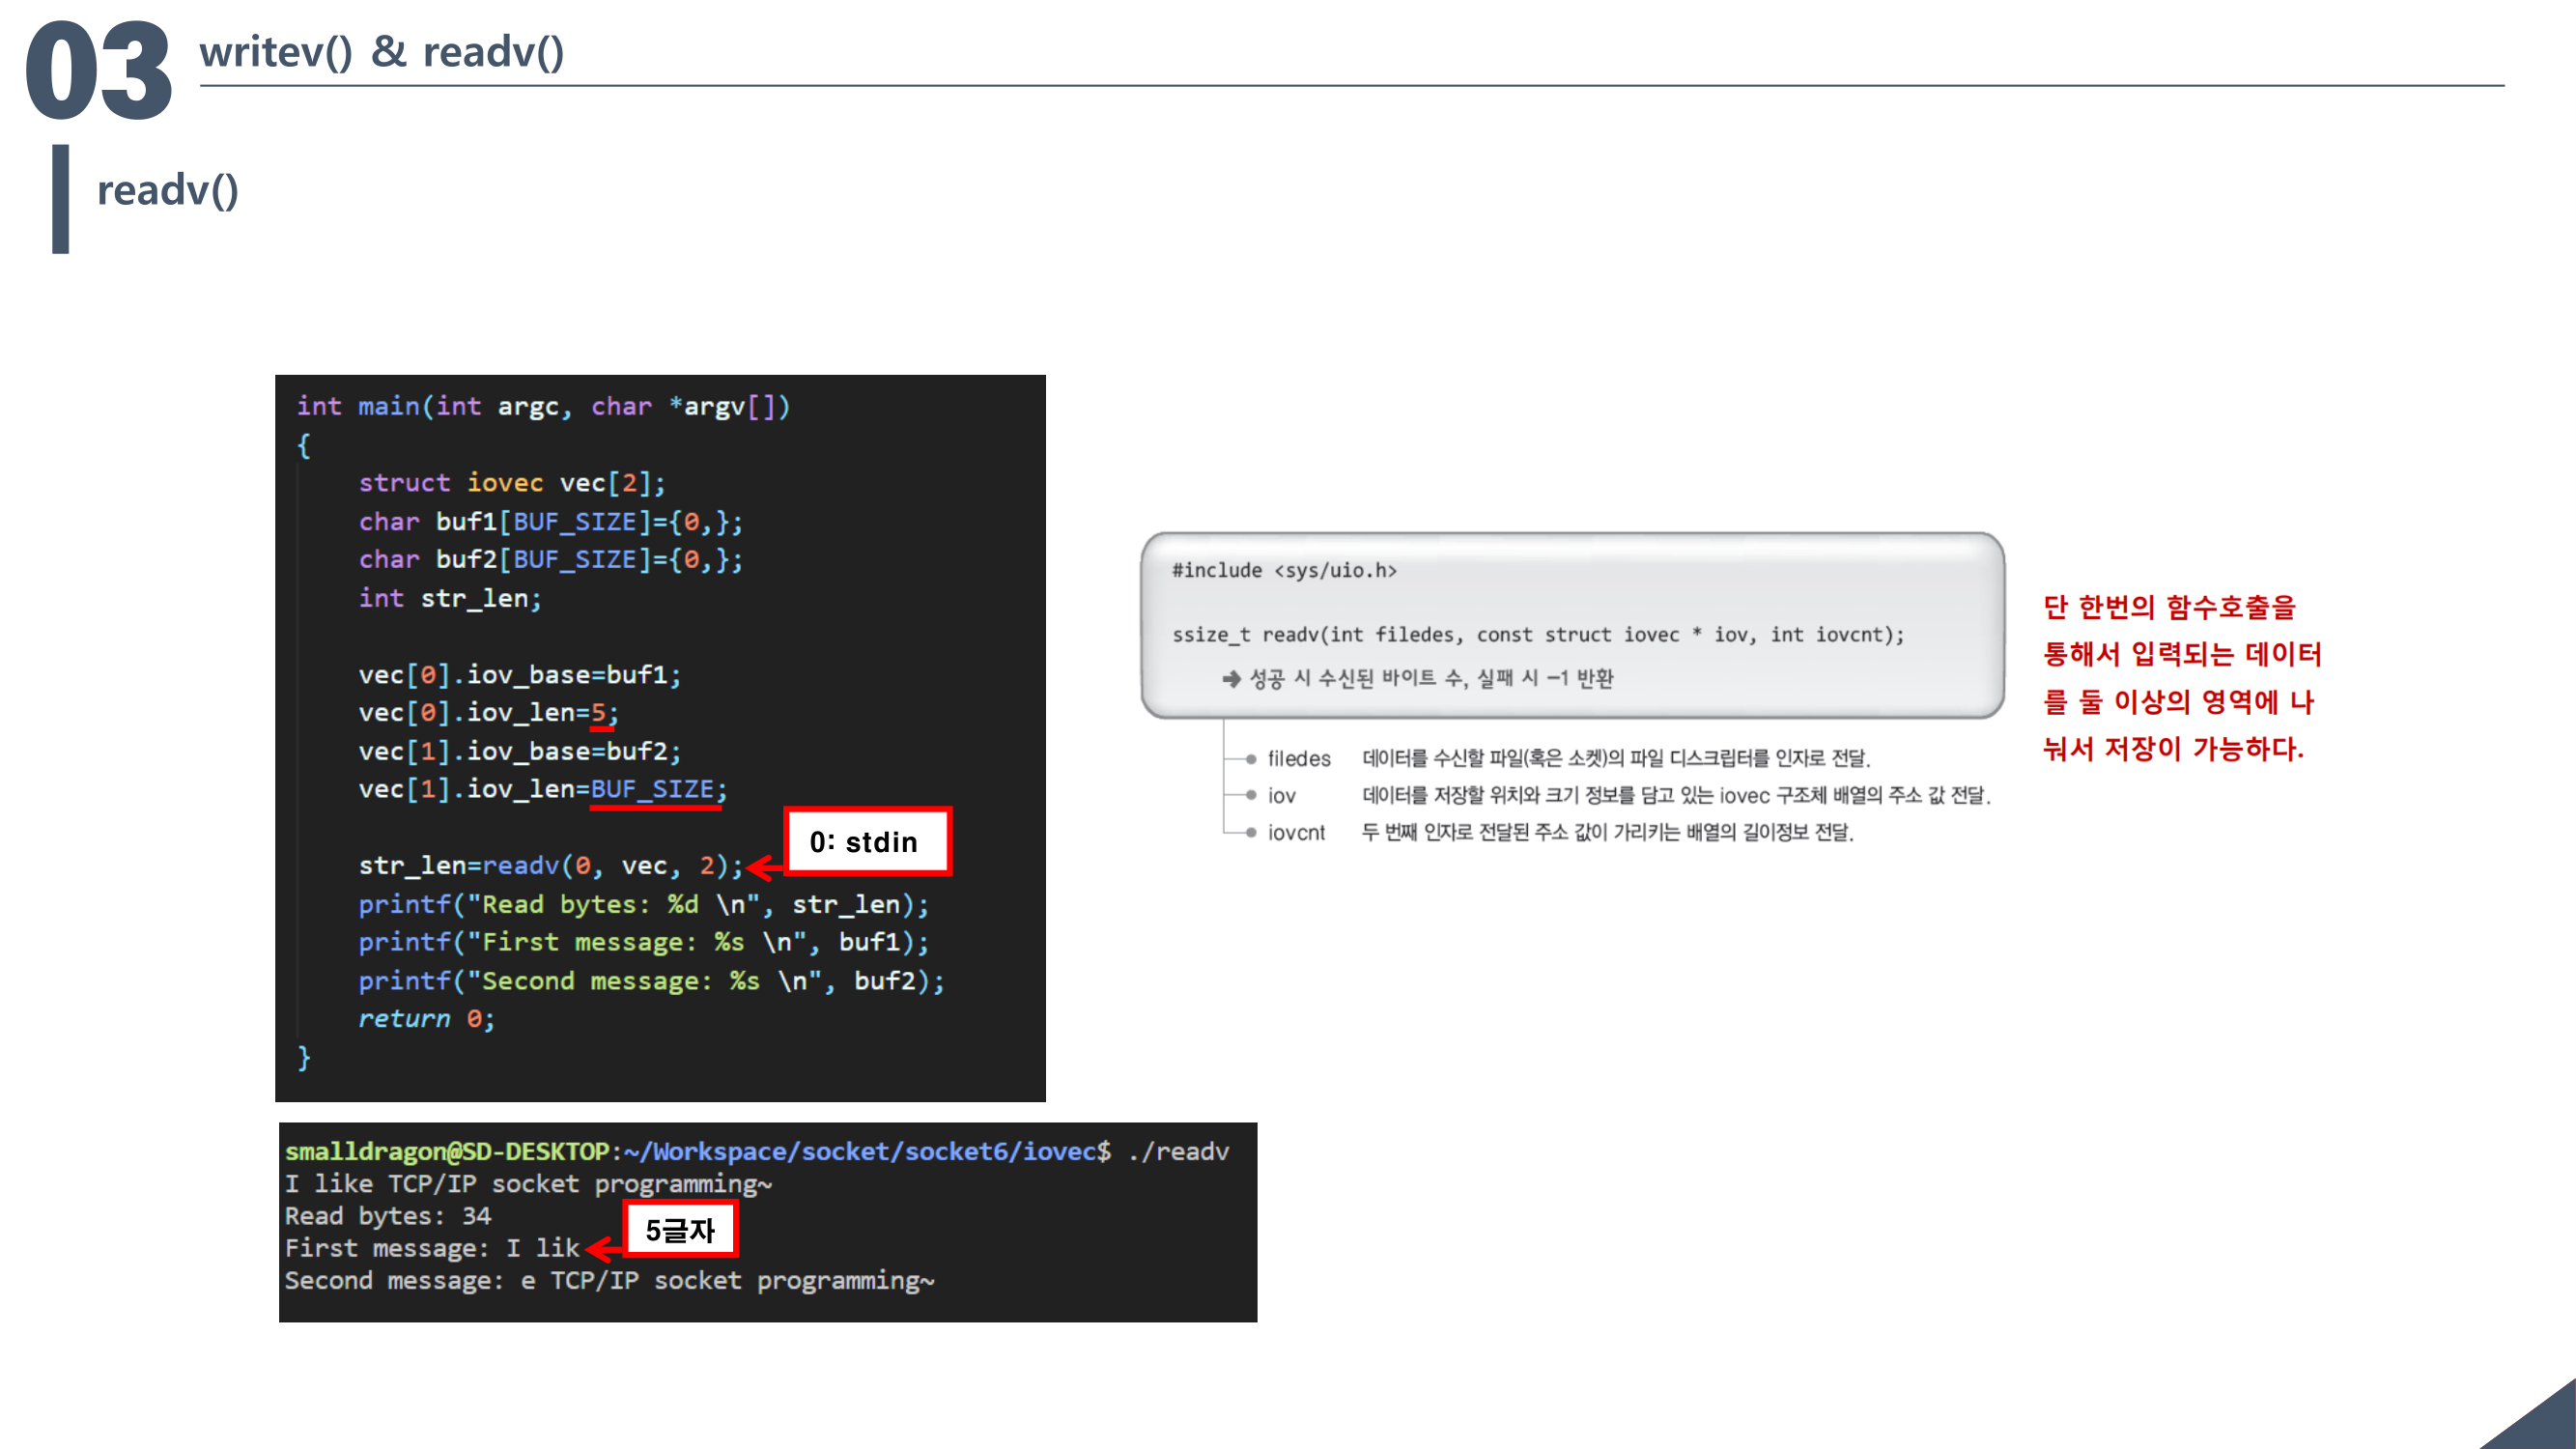 03
writev() & readv()
readv()
int main(int argc, char *argv[])
{
    struct iovec vec[2];
    char buf1[BUF_SIZE]={0,};
    char buf2[BUF_SIZE]={0,};
    int str_len;
    vec[0].iov_base=buf1;
    vec[0].iov_len=5;
    vec[1].iov_base=buf2;
    vec[1].iov_len=BUF_SIZE;
0: stdin
    str_len=readv(0, vec, 2);
    printf("Read bytes: %d \n", str_len);
    printf("First message: %s \n", buf1);
    printf("Second message: %s \n", buf2);
    return 0;
}
smalldragon@SD-DESKTOP:~/Workspace/socket/socket6/iovec$ ./readv
I like TCP/IP socket programming~
Read bytes: 34
5글자
First message: I lik
Second message: e TCP/IP socket programming~
#include <sys/uio.h>
ssize_t readv(int filedes, const struct iovec * iov, int iovcnt);
➔ 성공 시 수신된 바이트 수, 실패 시 −1 반환
filedes 데이터를 수신할 파일(혹은 소켓)의 파일 디스크립터를 인자로 전달.
iov 데이터를 저장할 위치와 크기 정보를 담고 있는 iovec 구조체 배열의 주소 값 전달.
iovcnt 두 번째 인자로 전달된 주소 값이 가리키는 배열의 길이정보 전달.
단 한번의 함수호출을
통해서 입력되는 데이터
를 둘 이상의 영역에 나
눠서 저장이 가능하다.